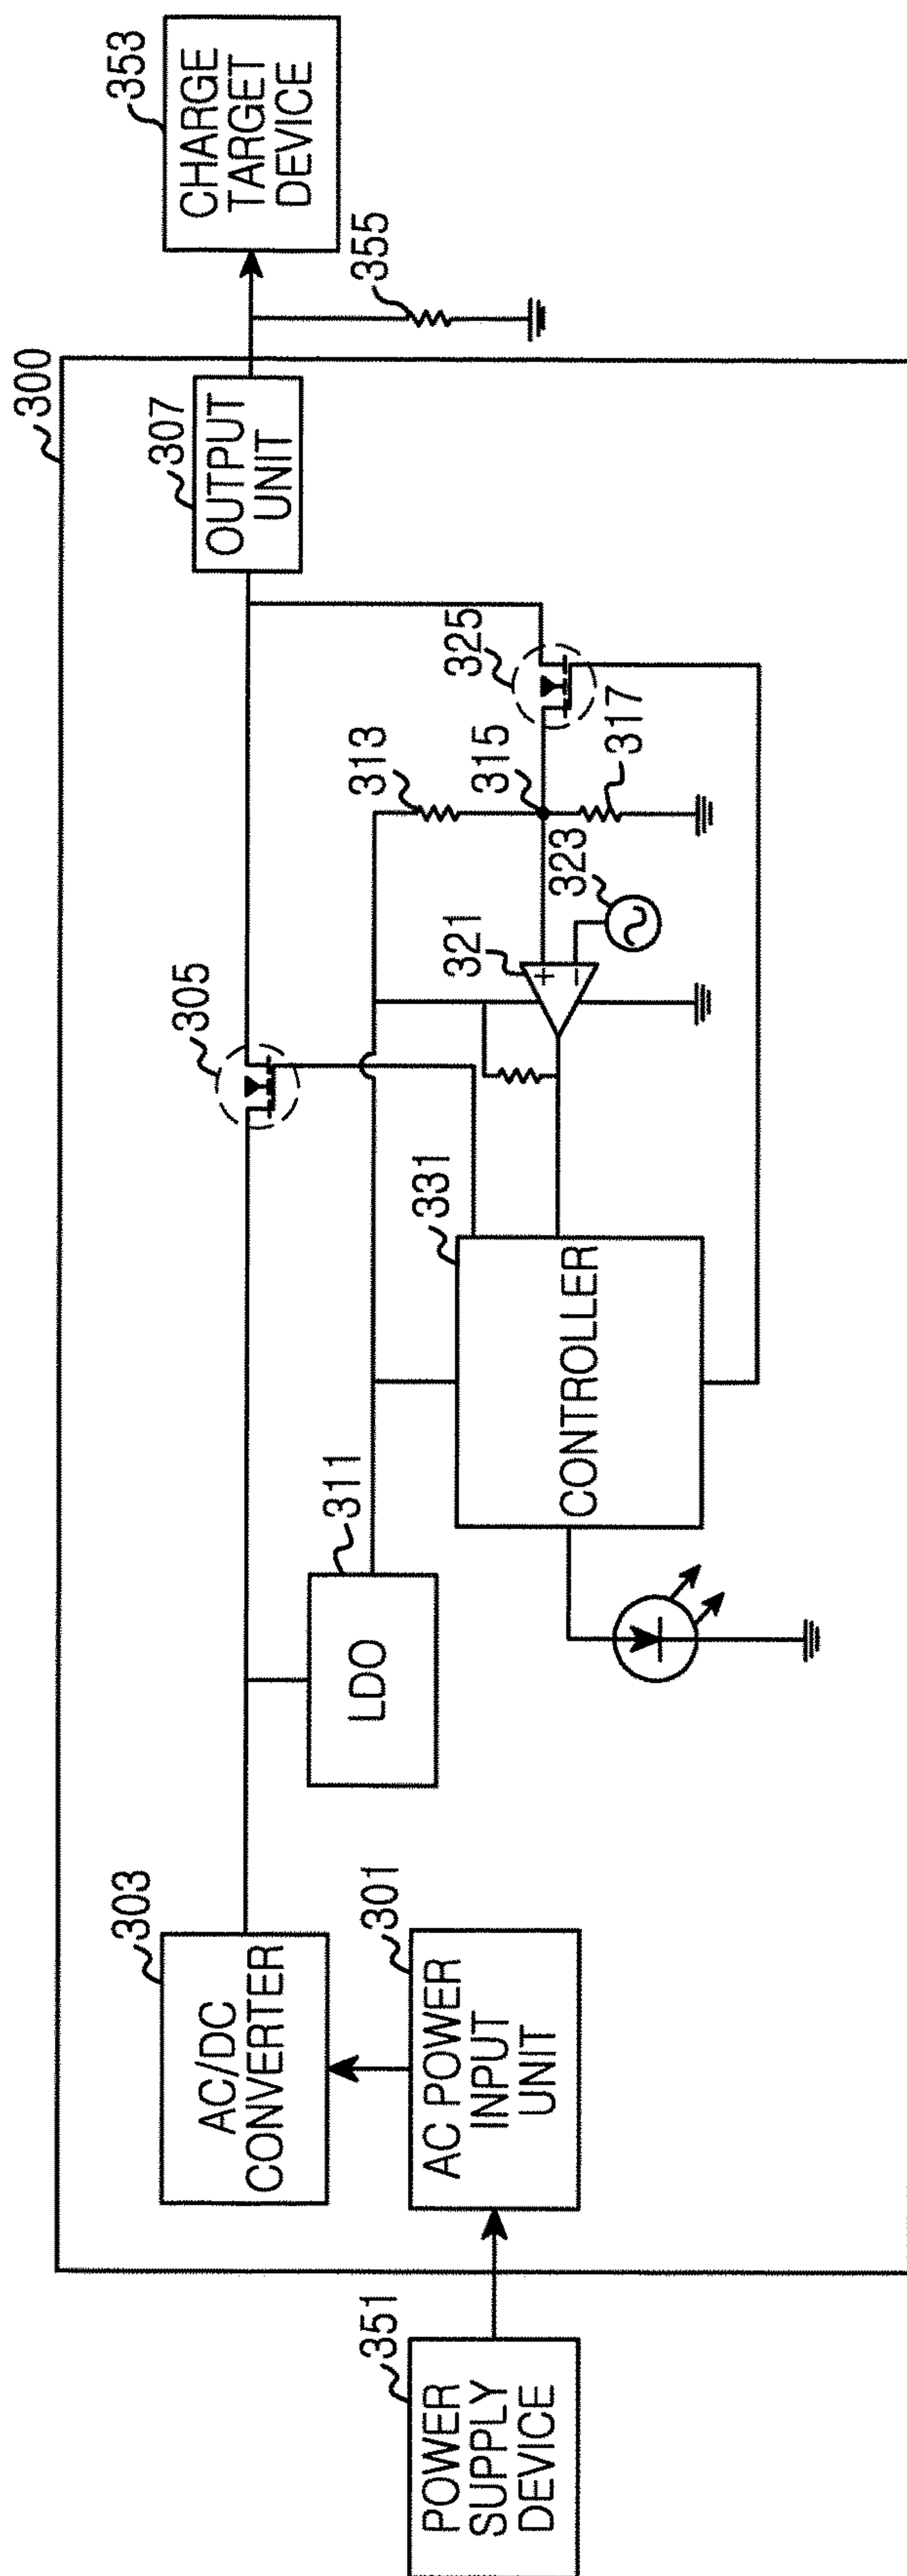 300
353
CHARGE
TARGET
DEVICE
355
307
OUTPUT
UNIT
325
313
315
317
323
321
305
331
CONTROLLER
311
LDO
303
AC/DC
CONVERTER
301
AC POWER
INPUT
UNIT
351
POWER
SUPPLY
DEVICE
+
−